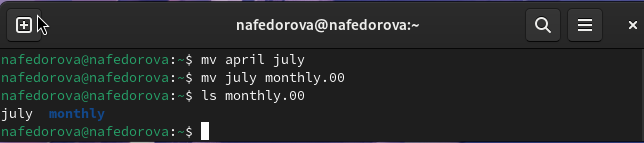 nafedorova@nafedorova:~
nafedorova@nafedorova:~$ mv april july
nafedorova@nafedorova:~$ mv july monthly.00
nafedorova@nafedorova:~$ ls monthly.00
july  monthly
nafedorova@nafedorova:~$